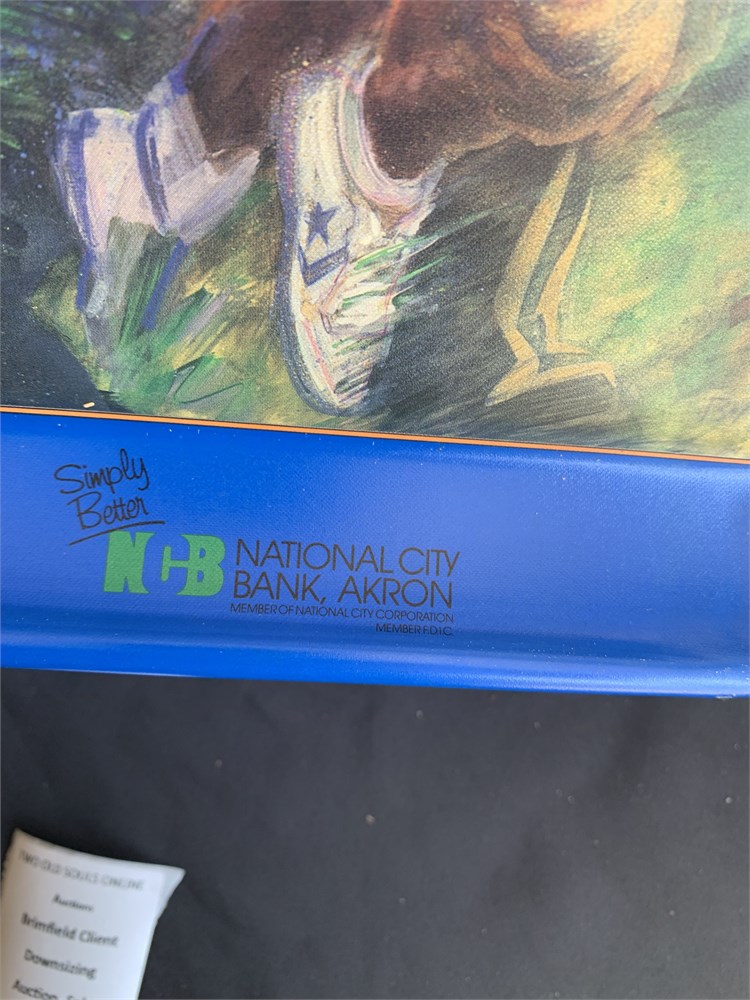 Simply
Better
NCB
NATIONAL CITY
BANK, AKRON
MEMBER OF NATIONAL CITY CORPORATION
MEMBER F.D.I.C.
TWO OLD SOULS ONLINE
Auctions
Brimfield Client
Downsizing
Auction